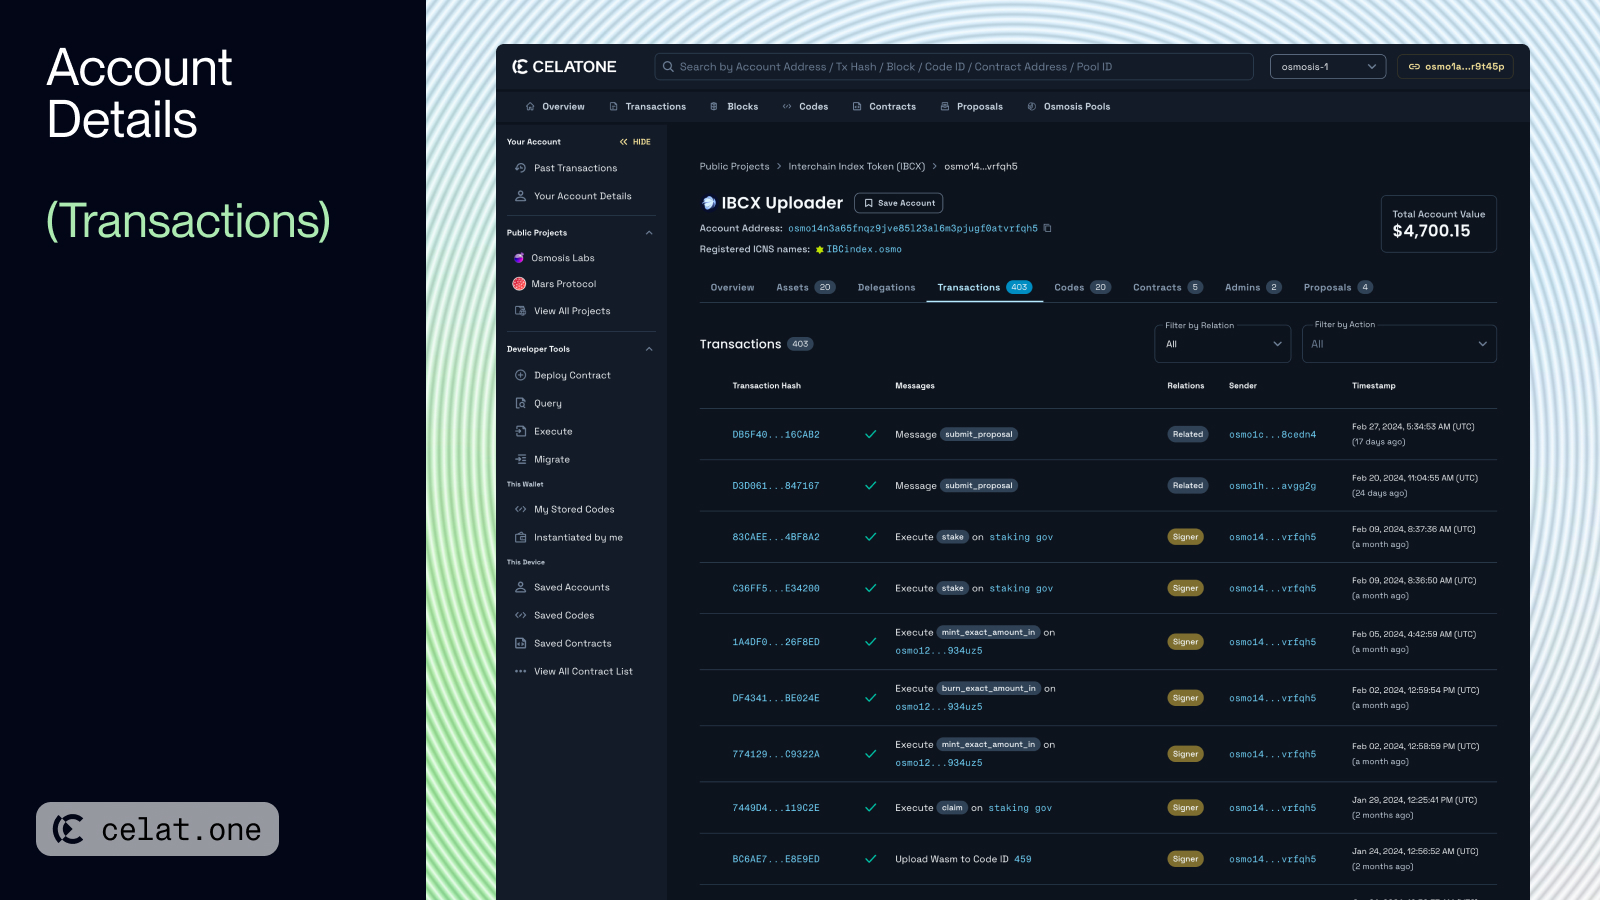 Account
Details
(Transactions)
celat.one
CELATONE
Search by Account Address / Tx Hash / Block / Code ID / Contract Address / Pool ID
osmosis-1
osmo1a...r9t45p
Overview
Transactions
Blocks
Codes
Contracts
Proposals
Osmosis Pools
Your Account
HIDE
Past Transactions
Your Account Details
Public Projects
Osmosis Labs
Mars Protocol
View All Projects
Developer Tools
Deploy Contract
Query
Execute
Migrate
This Wallet
My Stored Codes
Instantiated by me
This Device
Saved Accounts
Saved Codes
Saved Contracts
View All Contract List
Public Projects > Interchain Index Token (IBCX) > osmo14...vrfqh5
IBCX Uploader
Save Account
Account Address: osmo14n3a65fnqz9jve85l23al6m3pjugf0atvrfqh5
Registered ICNS names: IBCindex.osmo
Total Account Value
$4,700.15
Overview
Assets 20
Delegations
Transactions 403
Codes 20
Contracts 5
Admins 2
Proposals 4
Transactions 403
Filter by Relation
All
Filter by Action
All
Transaction Hash Messages Relations Sender Timestamp
DB5F40...16CAB2 Message submit_proposal Related osmo1c...8cedn4 Feb 27, 2024, 5:34:53 AM (UTC)
(17 days ago)
D3D061...847167 Message submit_proposal Related osmo1h...avgg2g Feb 20, 2024, 11:04:55 AM (UTC)
(24 days ago)
83CAEE...4BF8A2 Execute stake on staking gov Signer osmo14...vrfqh5 Feb 09, 2024, 8:37:36 AM (UTC)
(a month ago)
C36FF5...E34200 Execute stake on staking gov Signer osmo14...vrfqh5 Feb 09, 2024, 8:36:50 AM (UTC)
(a month ago)
1A4DF0...26F8ED Execute mint_exact_amount_in on Signer osmo14...vrfqh5 Feb 05, 2024, 4:42:59 AM (UTC)
osmo12...934uz5 (a month ago)
DF4341...BE024E Execute burn_exact_amount_in on Signer osmo14...vrfqh5 Feb 02, 2024, 12:59:54 PM (UTC)
osmo12...934uz5 (a month ago)
774129...C9322A Execute mint_exact_amount_in on Signer osmo14...vrfqh5 Feb 02, 2024, 12:58:59 PM (UTC)
osmo12...934uz5 (a month ago)
7449D4...119C2E Execute claim on staking gov Signer osmo14...vrfqh5 Jan 29, 2024, 12:25:41 PM (UTC)
(2 months ago)
BC6AE7...E8E9ED Upload Wasm to Code ID 459 Signer osmo14...vrfqh5 Jan 24, 2024, 12:56:52 AM (UTC)
(2 months ago)